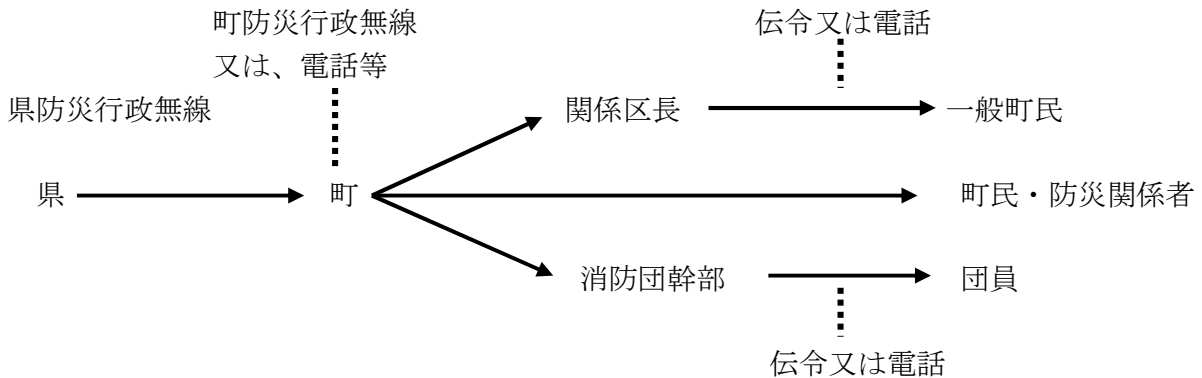 町防災行政無線
又は、電話等
伝令又は電話
県防災行政無線
関係区長
一般町民
県
町
町民・防災関係者
消防団幹部
団員
伝令又は電話